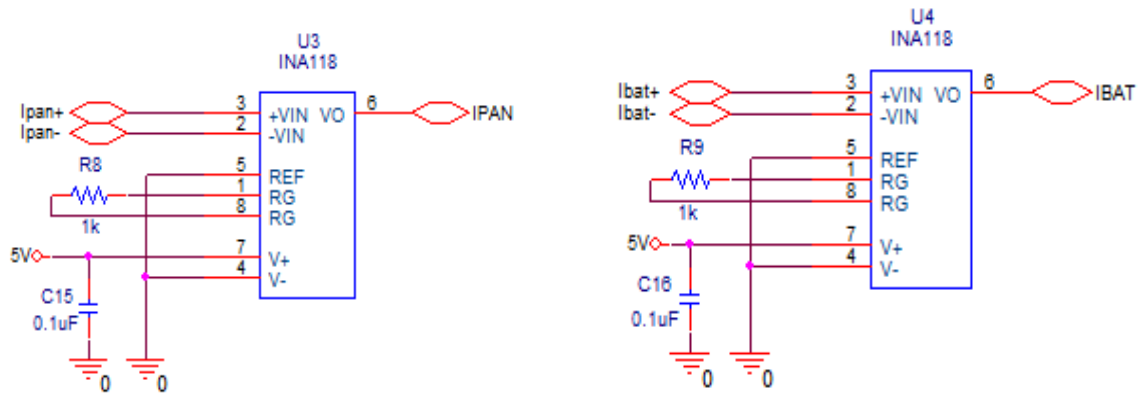 U3
INA118
Ipan+
Ipan-
3
2
+VIN VO
-VIN
6
IPAN
R8
1k
5
1
8
REF
RG
RG
5V
7
4
V+
V-
C15
0.1uF
0
0
U4
INA118
Ibat+
Ibat-
3
2
+VIN VO
-VIN
6
IBAT
R9
1k
5
1
8
REF
RG
RG
5V
7
4
V+
V-
C16
0.1uF
0
0